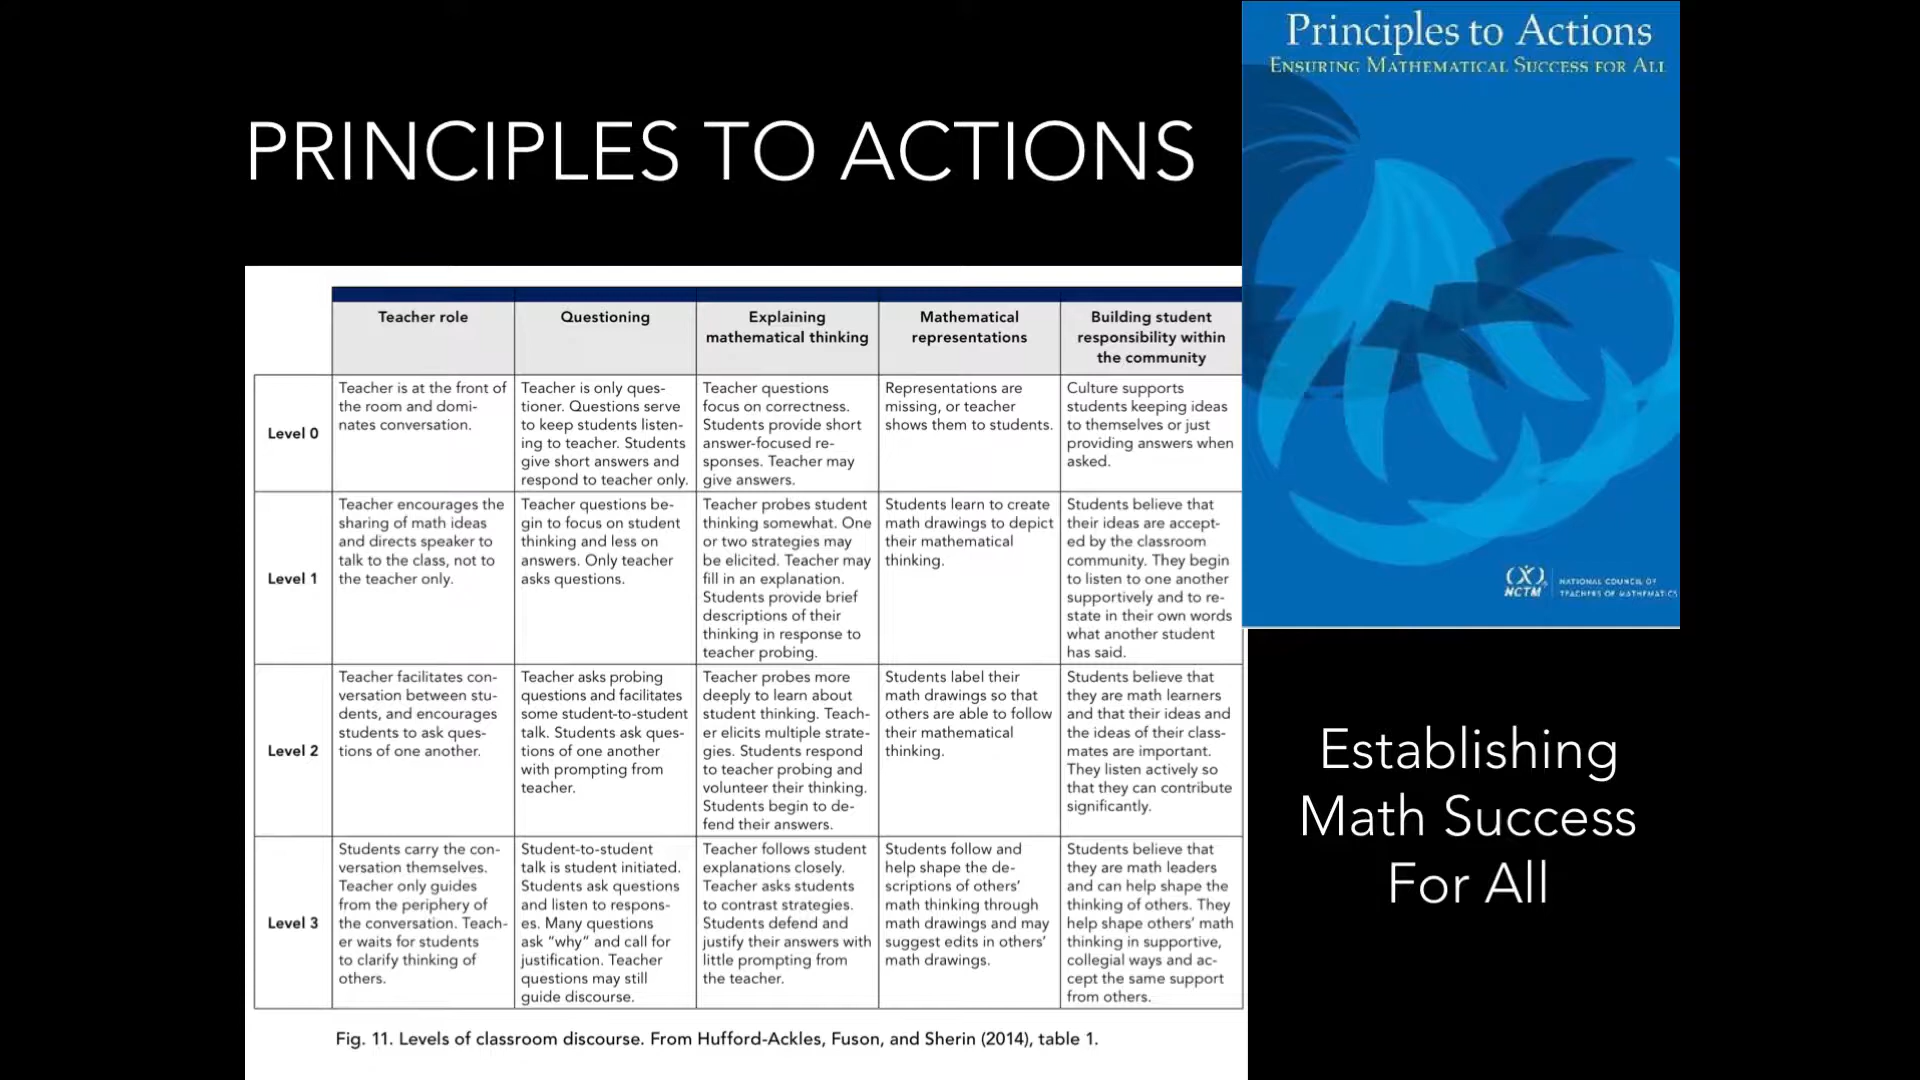 PRINCIPLES TO ACTIONS
Principles to Actions
ENSURING MATHEMATICAL SUCCESS FOR ALL
NCTM
NATIONAL COUNCIL OF
TEACHERS OF MATHEMATICS
Establishing
Math Success
For All
Teacher role
Questioning
Explaining
mathematical thinking
Mathematical
representations
Building student
responsibility within
the community
Level 0
Teacher is at the front of
the room and domi-
nates conversation.
Teacher is only ques-
tioner. Questions serve
to keep students listen-
ing to teacher. Students
give short answers and
respond to teacher only.
Teacher questions
focus on correctness.
Students provide short
answer-focused re-
sponses. Teacher may
give answers.
Representations are
missing, or teacher
shows them to students.
Culture supports
students keeping ideas
to themselves or just
providing answers when
asked.
Level 1
Teacher encourages the
sharing of math ideas
and directs speaker to
talk to the class, not to
the teacher only.
Teacher questions be-
gin to focus on student
thinking and less on
answers. Only teacher
asks questions.
Teacher probes student
thinking somewhat. One
or two strategies may
be elicited. Teacher may
fill in an explanation.
Students provide brief
descriptions of their
thinking in response to
teacher probing.
Students learn to create
math drawings to depict
their mathematical
thinking.
Students believe that
their ideas are accept-
ed by the classroom
community. They begin
to listen to one another
supportively and to re-
state in their own words
what another student
has said.
Level 2
Teacher facilitates con-
versation between stu-
dents, and encourages
students to ask ques-
tions of one another.
Teacher asks probing
questions and facilitates
some student-to-student
talk. Students ask ques-
tions of one another
with prompting from
teacher.
Teacher probes more
deeply to learn about
student thinking. Teach-
er elicits multiple strate-
gies. Students respond
to teacher probing and
volunteer their thinking.
Students begin to de-
fend their answers.
Students label their
math drawings so that
others are able to follow
their mathematical
thinking.
Students believe that
they are math learners
and that their ideas and
the ideas of their class-
mates are important.
They listen actively so
that they can contribute
significantly.
Level 3
Students carry the con-
versation themselves.
Teacher only guides
from the periphery of
the conversation. Teach-
er waits for students
to clarify thinking of
others.
Student-to-student
talk is student initiated.
Students ask questions
and listen to respons-
es. Many questions
ask “why” and call for
justification. Teacher
questions may still
guide discourse.
Teacher follows student
explanations closely.
Teacher asks students
to contrast strategies.
Students defend and
justify their answers with
little prompting from
the teacher.
Students follow and
help shape the de-
scriptions of others’
math thinking through
math drawings and may
suggest edits in others’
math drawings.
Students believe that
they are math leaders
and can help shape the
thinking of others. They
help shape others’ math
thinking in supportive,
collegial ways and ac-
cept the same support
from others.
Fig. 11. Levels of classroom discourse. From Hufford-Ackles, Fuson, and Sherin (2014), table 1.